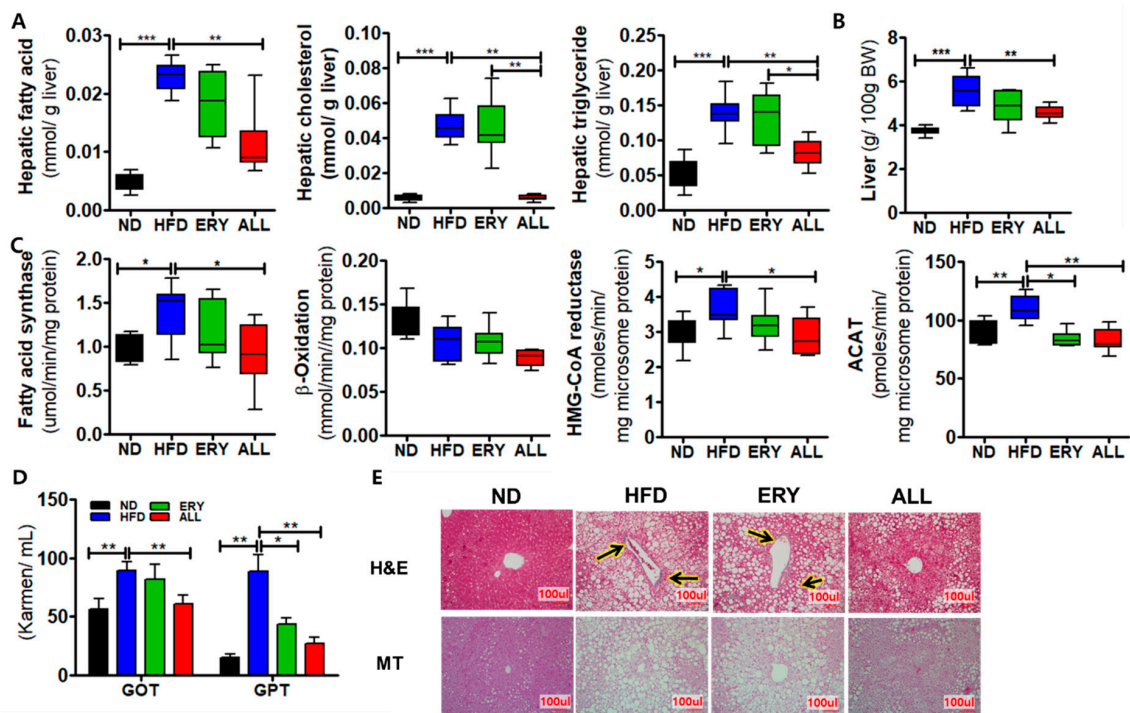 A
Hepatic fatty acid
(mmol/ g liver)
0.03
0.02
0.01
0.00
***
**
ND HFD ERY ALL
Hepatic cholesterol
(mmol/ g liver)
0.10
0.08
0.06
0.04
0.02
0.00
***
**
**
ND HFD ERY ALL
Hepatic triglyceride
(mmol/ g liver)
0.25
0.20
0.15
0.10
0.05
0.00
***
**
*
ND HFD ERY ALL
B
Liver (g/ 100g BW)
8
6
4
2
0
***
**
ND HFD ERY ALL
C
Fatty acid synthase
(umol/min/mg protein)
2.0
1.5
1.0
0.5
0.0
*
*
ND HFD ERY ALL
β-Oxidation
(mmol/min//mg protein)
0.20
0.15
0.10
0.05
0.00
ND HFD ERY ALL
HMG-CoA reductase
(nmoles/min/
mg microsome protein)
5
4
3
2
1
0
*
*
ND HFD ERY ALL
ACAT
(pmoles/min/
mg microsome protein)
150
100
50
0
**
*
**
ND HFD ERY ALL
D
(Karmen/ mL)
150
100
50
0
ND ERY
HFD ALL
**
**
**
*
**
GOT GPT
E
ND HFD ERY ALL
H&E
100ul 100ul 100ul 100ul
MT
100ul 100ul 100ul 100ul